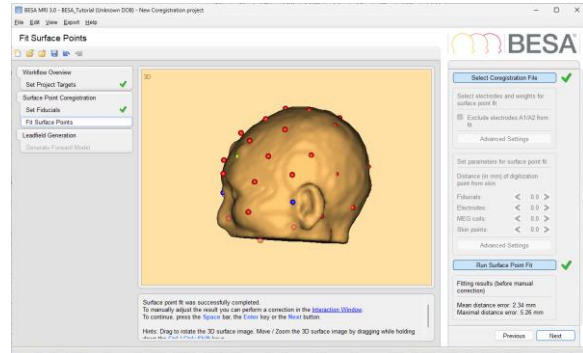 BESA MRI 3.0 - BESA_Tutorial (Unknown DOB) - New Coregistration project
File Edit View Export Help
Fit Surface Points
BESA
Workflow Overview
Set Project Targets
Surface Point Coregistration
Set Fiducials
Fit Surface Points
Leadfield Generation
Generate Forward Model
3D
Surface point fit was successfully completed.
To manually adjust the result you can perform a correction in the Interaction Window.
To continue, press the Space bar, the Enter key or the Next button.
Hints: Drag to rotate the 3D surface image. Move / Zoom the 3D surface image by dragging while holding
Select Coregistration File
Select electrodes and weights for
surface point fit
Exclude electrodes A1/A2 from
fit
Advanced Settings
Set parameters for surface point fit
Distance (in mm) of digitization
point from skin:
Fiducials: 0.0
Electrodes: 0.0
MEG coils: 0.0
Skin points: 0.0
Advanced Settings
Run Surface Point Fit
Fitting results (before manual
correction)
Mean distance error: 2.34 mm
Maximal distance error: 5.26 mm
Previous Next